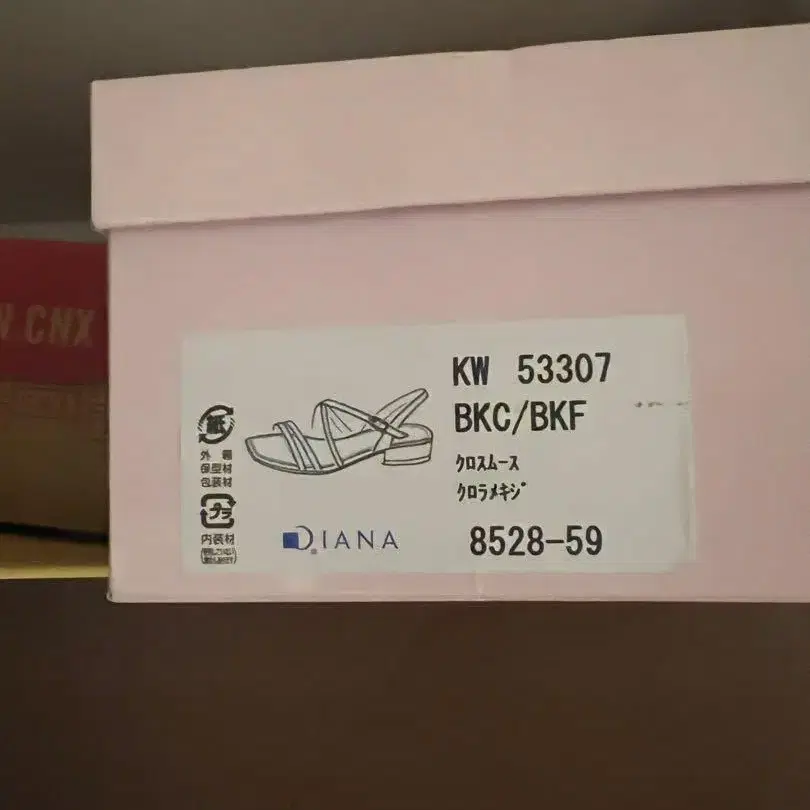 W CNX
KW 53307
BKC/BKF
ｸﾛｽﾑｰｽ
ｸﾛﾗﾒｷｼﾞ
8528-59
紙
外箱
保型材
包装材
プラ
内装材
DIANA